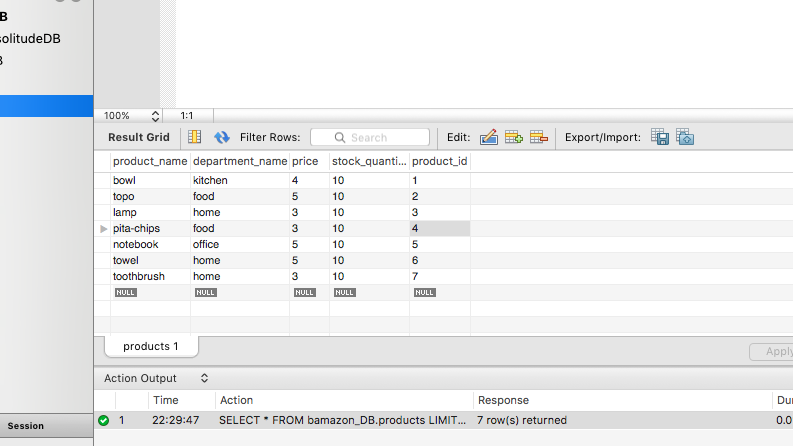 B
solitudeDB
B
100% 1:1
Result Grid Filter Rows: Search Edit: Export/Import:
product_name department_name price stock_quanti... product_id
bowl kitchen 4 10 1
topo food 5 10 2
lamp home 3 10 3
pita-chips food 3 10 4
notebook office 5 10 5
towel home 5 10 6
toothbrush home 3 10 7
NULL NULL NULL NULL NULL
products 1
Apply
Action Output
Time Action Response Du
1 22:29:47 SELECT * FROM bamazon_DB.products LIMIT... 7 row(s) returned 0.0
Session